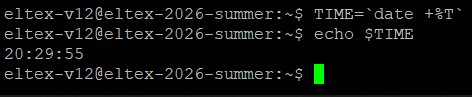 eltex-v12@eltex-2026-summer:~$ TIME=`date +%T`
eltex-v12@eltex-2026-summer:~$ echo $TIME
20:29:55
eltex-v12@eltex-2026-summer:~$